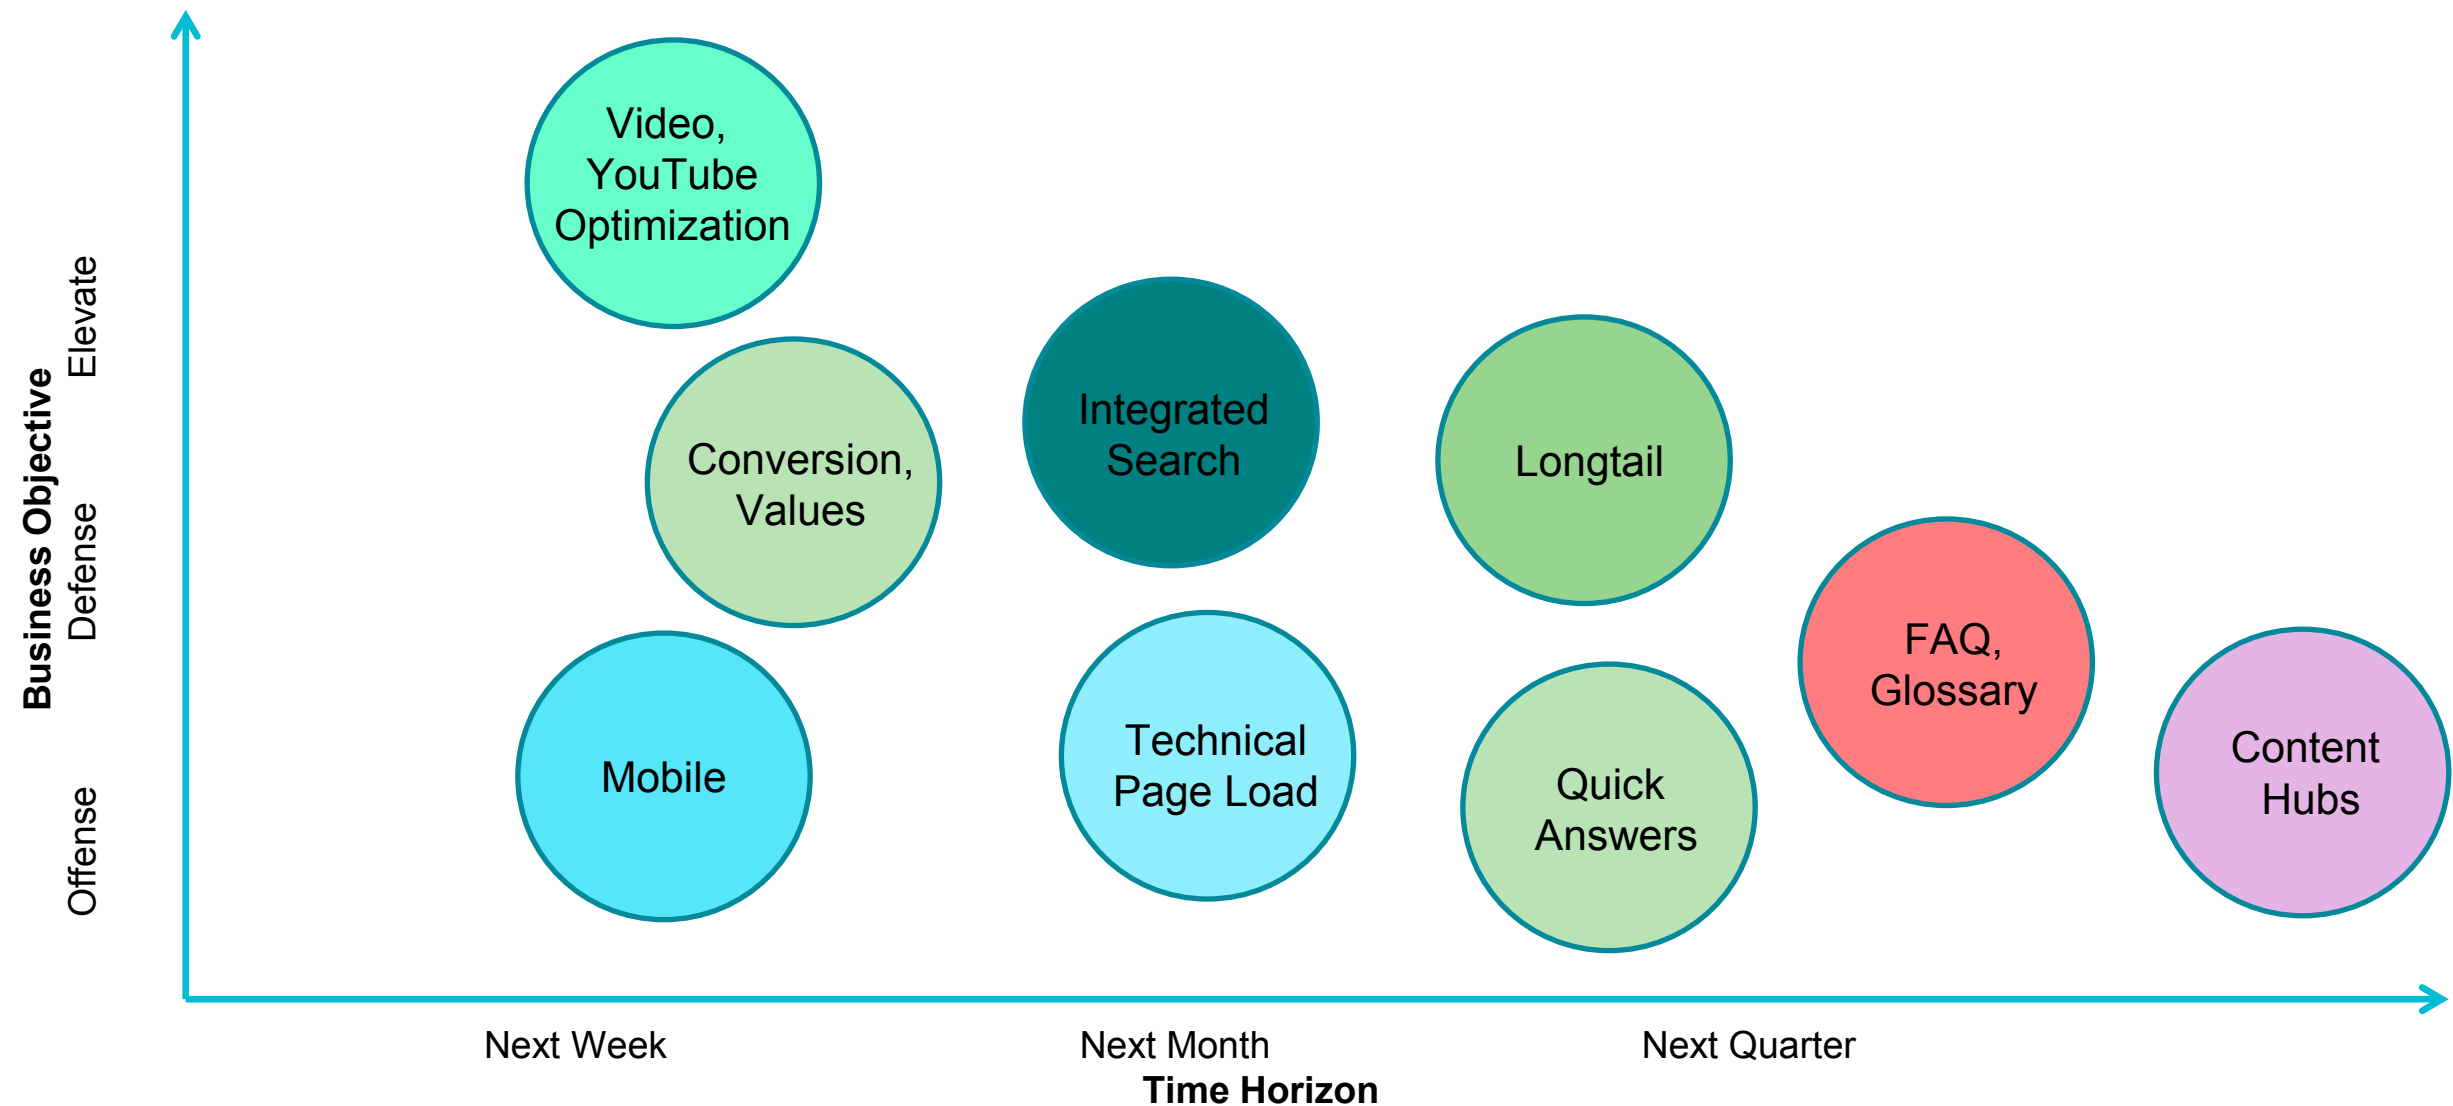 Video,
YouTube
Optimization
Elevate
Business Objective
Defense
Offense
Conversion,
Values
Integrated
Search
Longtail
Mobile
Technical
Page Load
Quick
Answers
FAQ,
Glossary
Content
Hubs
Next Week
Next Month
Next Quarter
Time Horizon